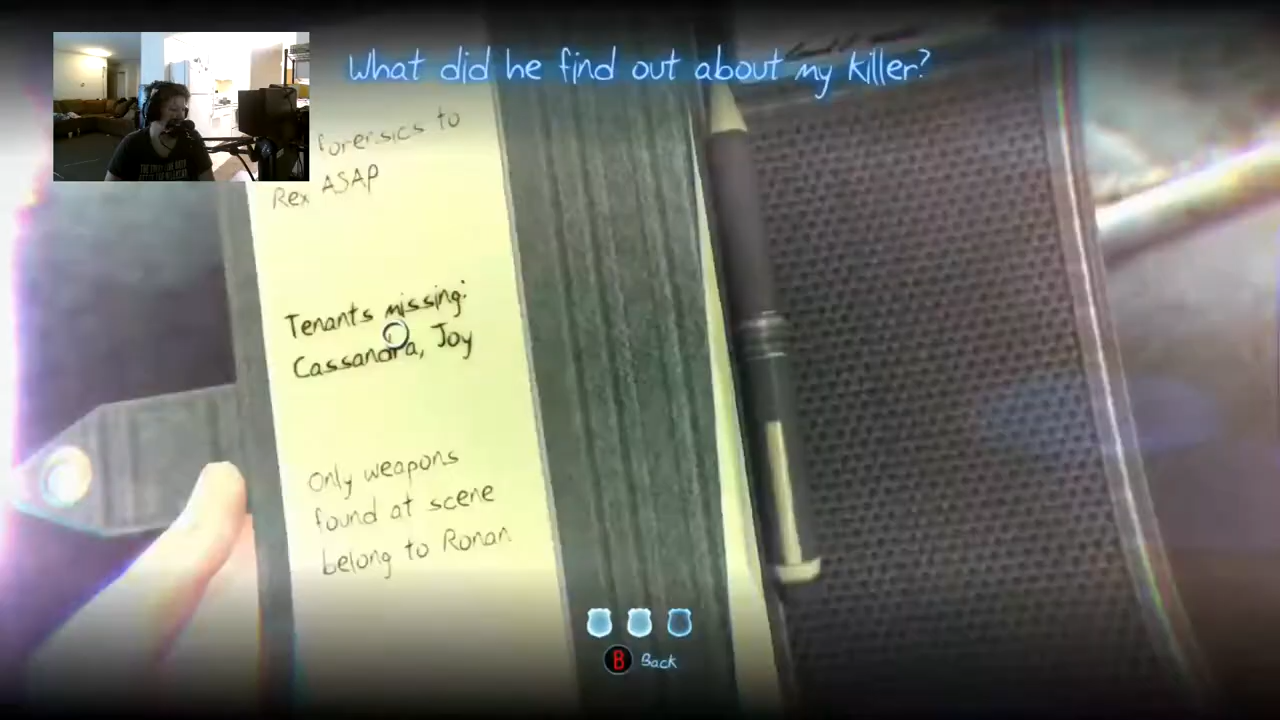 What did he find out about my killer?
forensics to
Rex ASAP
Tenants missing:
Cassandra, Joy
Only weapons
found at scene
belong to Ronan
B Back